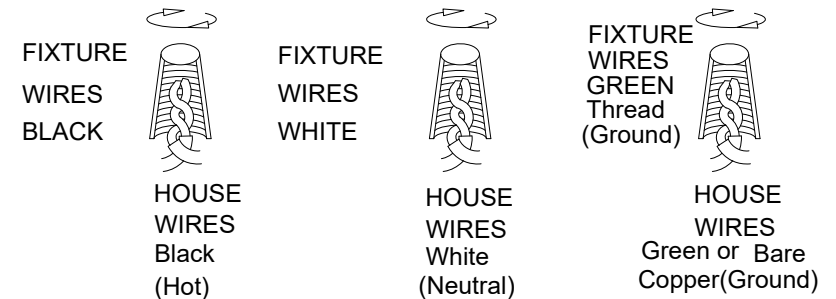 FIXTURE
WIRES
BLACK
HOUSE
WIRES
Black
(Hot)
FIXTURE
WIRES
WHITE
HOUSE
WIRES
White
(Neutral)
FIXTURE
WIRES
GREEN
Thread
(Ground)
HOUSE
WIRES
Green or Bare
Copper(Ground)